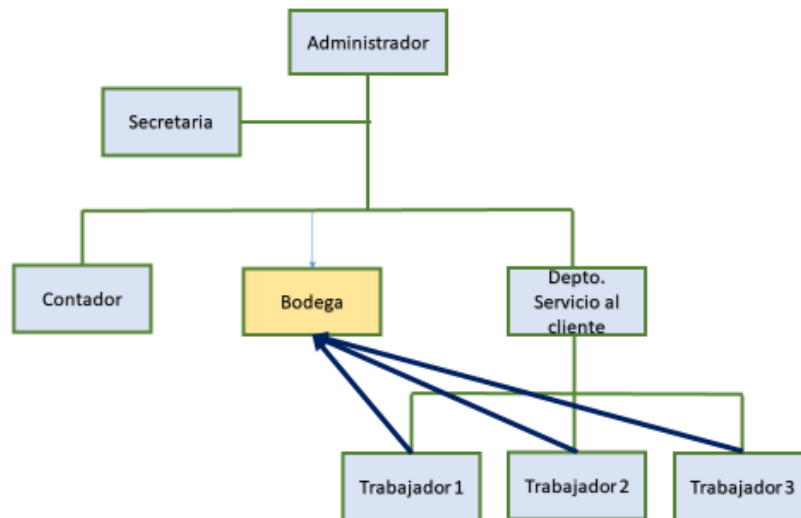 Administrador
Secretaria
Contador
Bodega
Depto.
Servicio al
cliente
Trabajador 1
Trabajador 2
Trabajador 3